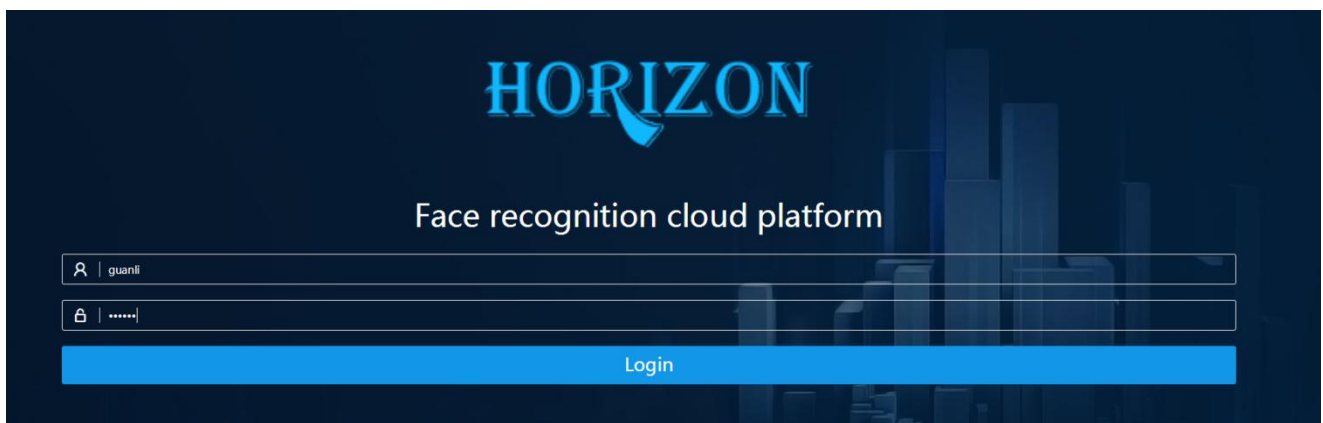 HORIZON
Face recognition cloud platform
guanli
••••••
Login